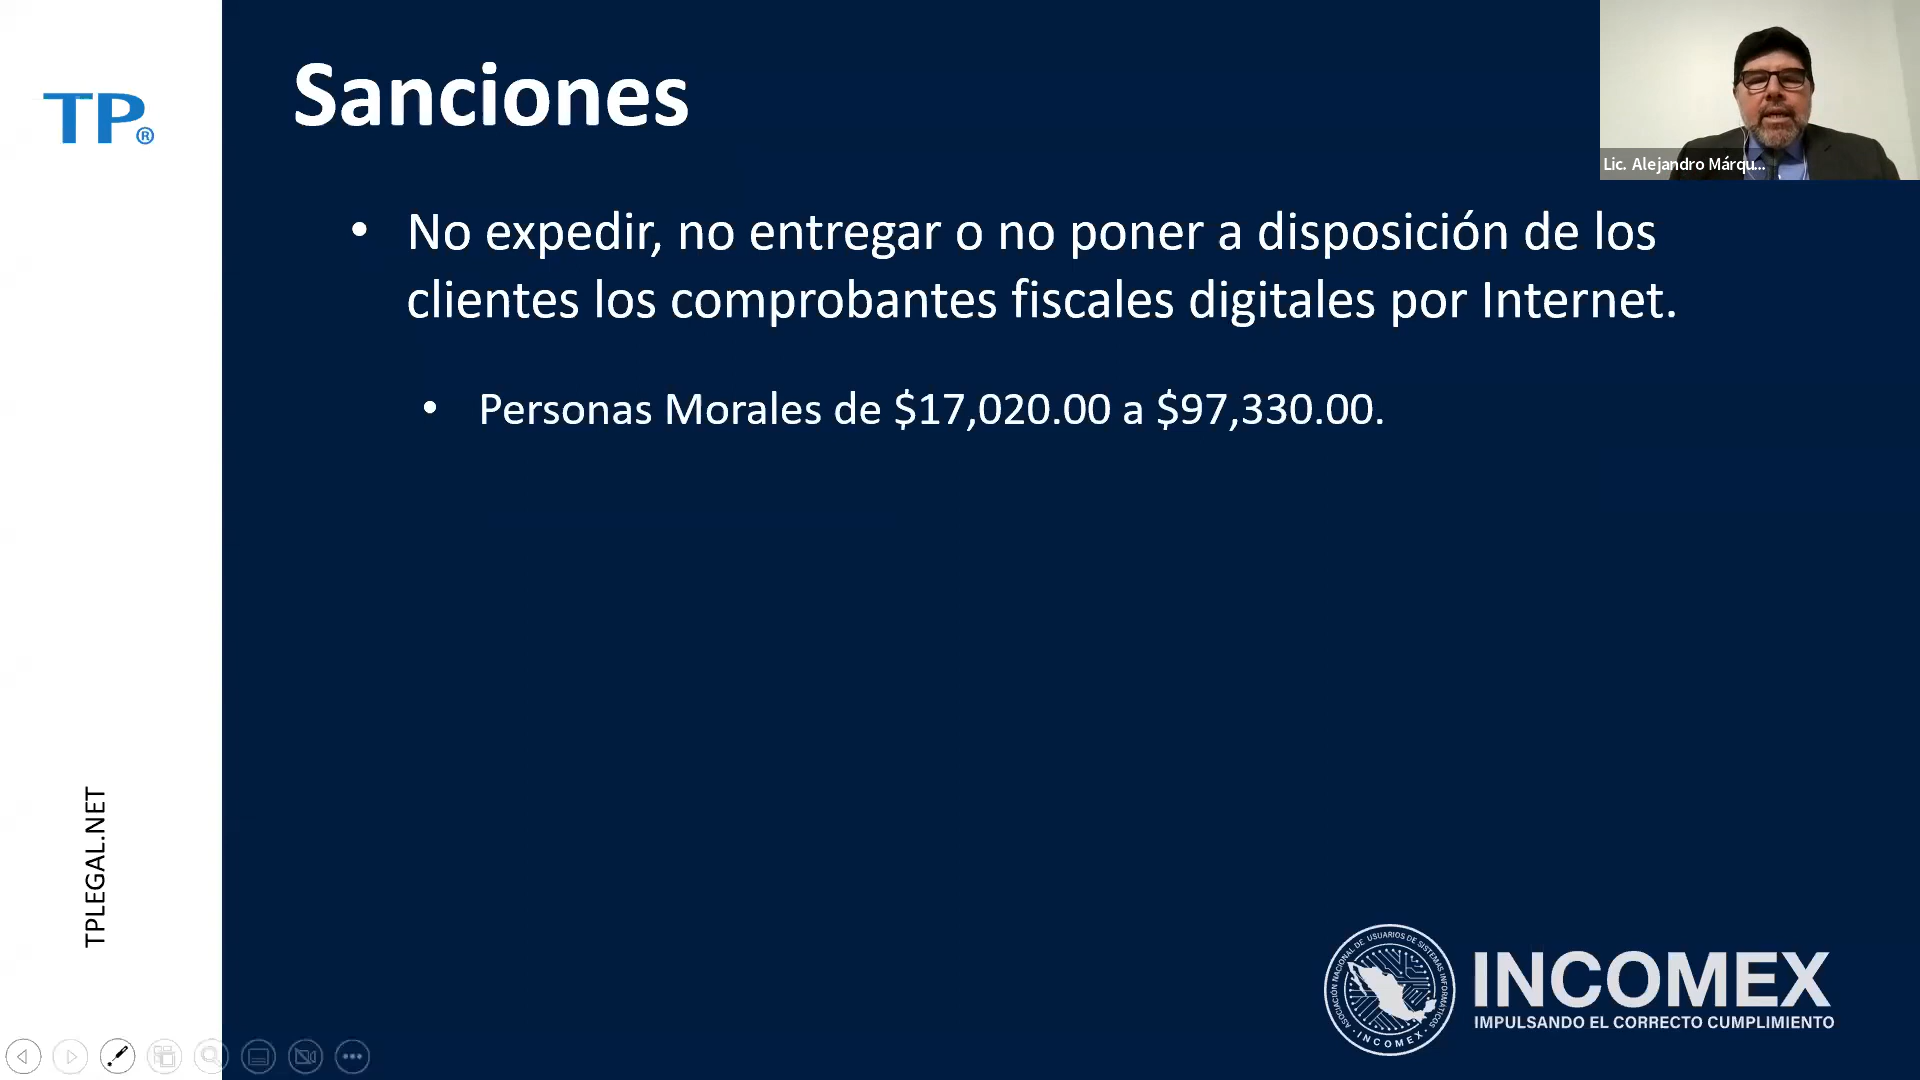 TP®
Sanciones
Lic. Alejandro Márqu...
• No expedir, no entregar o no poner a disposición de los
clientes los comprobantes fiscales digitales por Internet.
• Personas Morales de $17,020.00 a $97,330.00.
TPLEGAL.NET
ASOCIACIÓN NACIONAL DE USUARIOS DE SISTEMAS INFORMATICOS
• INCOMEX •
INCOMEX
IMPULSANDO EL CORRECTO CUMPLIMIENTO